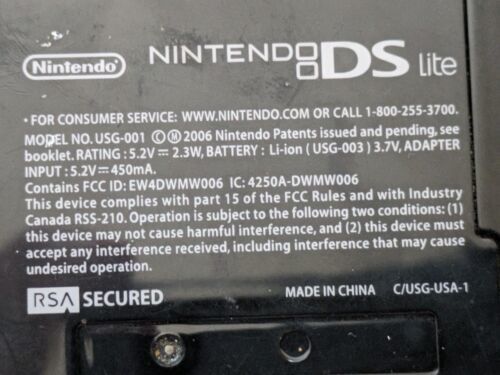 Nintendo
NINTENDO DS Lite
• FOR CONSUMER SERVICE: WWW.NINTENDO.COM OR CALL 1-800-255-3700.
MODEL NO. USG-001 Ⓒ Ⓜ 2006 Nintendo Patents issued and pending, see
booklet. RATING : 5.2V ⎓ 2.3W, BATTERY : Li-ion ( USG-003 ) 3.7V, ADAPTER
INPUT : 5.2V ⎓ 450mA.
Contains FCC ID: EW4DWMW006 IC: 4250A-DWMW006
This device complies with part 15 of the FCC Rules and with Industry
Canada RSS-210. Operation is subject to the following two conditions: (1)
this device may not cause harmful interference, and (2) this device must
accept any interference received, including interference that may cause
undesired operation.
RSA SECURED
MADE IN CHINA C/USG-USA-1